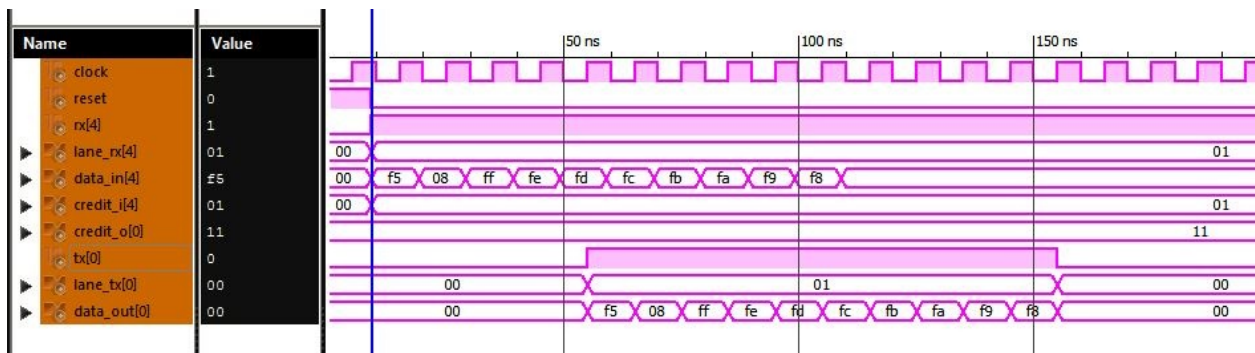 Name Value 50 ns 100 ns 150 ns
clock 1
reset 0
rx[4] 1
lane_rx[4] 01 00 01
data_in[4] f5 00 f5 08 ff fe fd fc fb fa f9 f8
credit_i[4] 01 00 01
credit_o[0] 11 11
tx[0] 0
lane_tx[0] 00 00 01 00
data_out[0] 00 00 f5 08 ff fe fd fc fb fa f9 f8 00